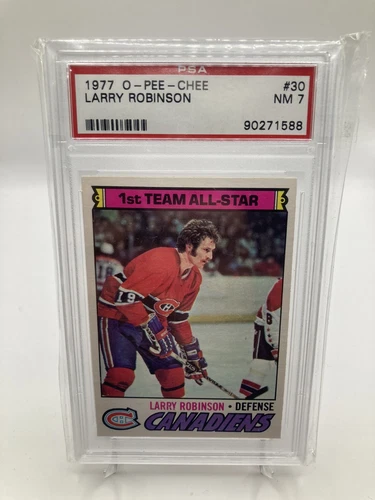 PSA
1977 O-PEE-CHEE #30
LARRY ROBINSON NM 7
90271588
1st TEAM ALL-STAR
19
LARRY ROBINSON • DEFENSE
CANADIENS